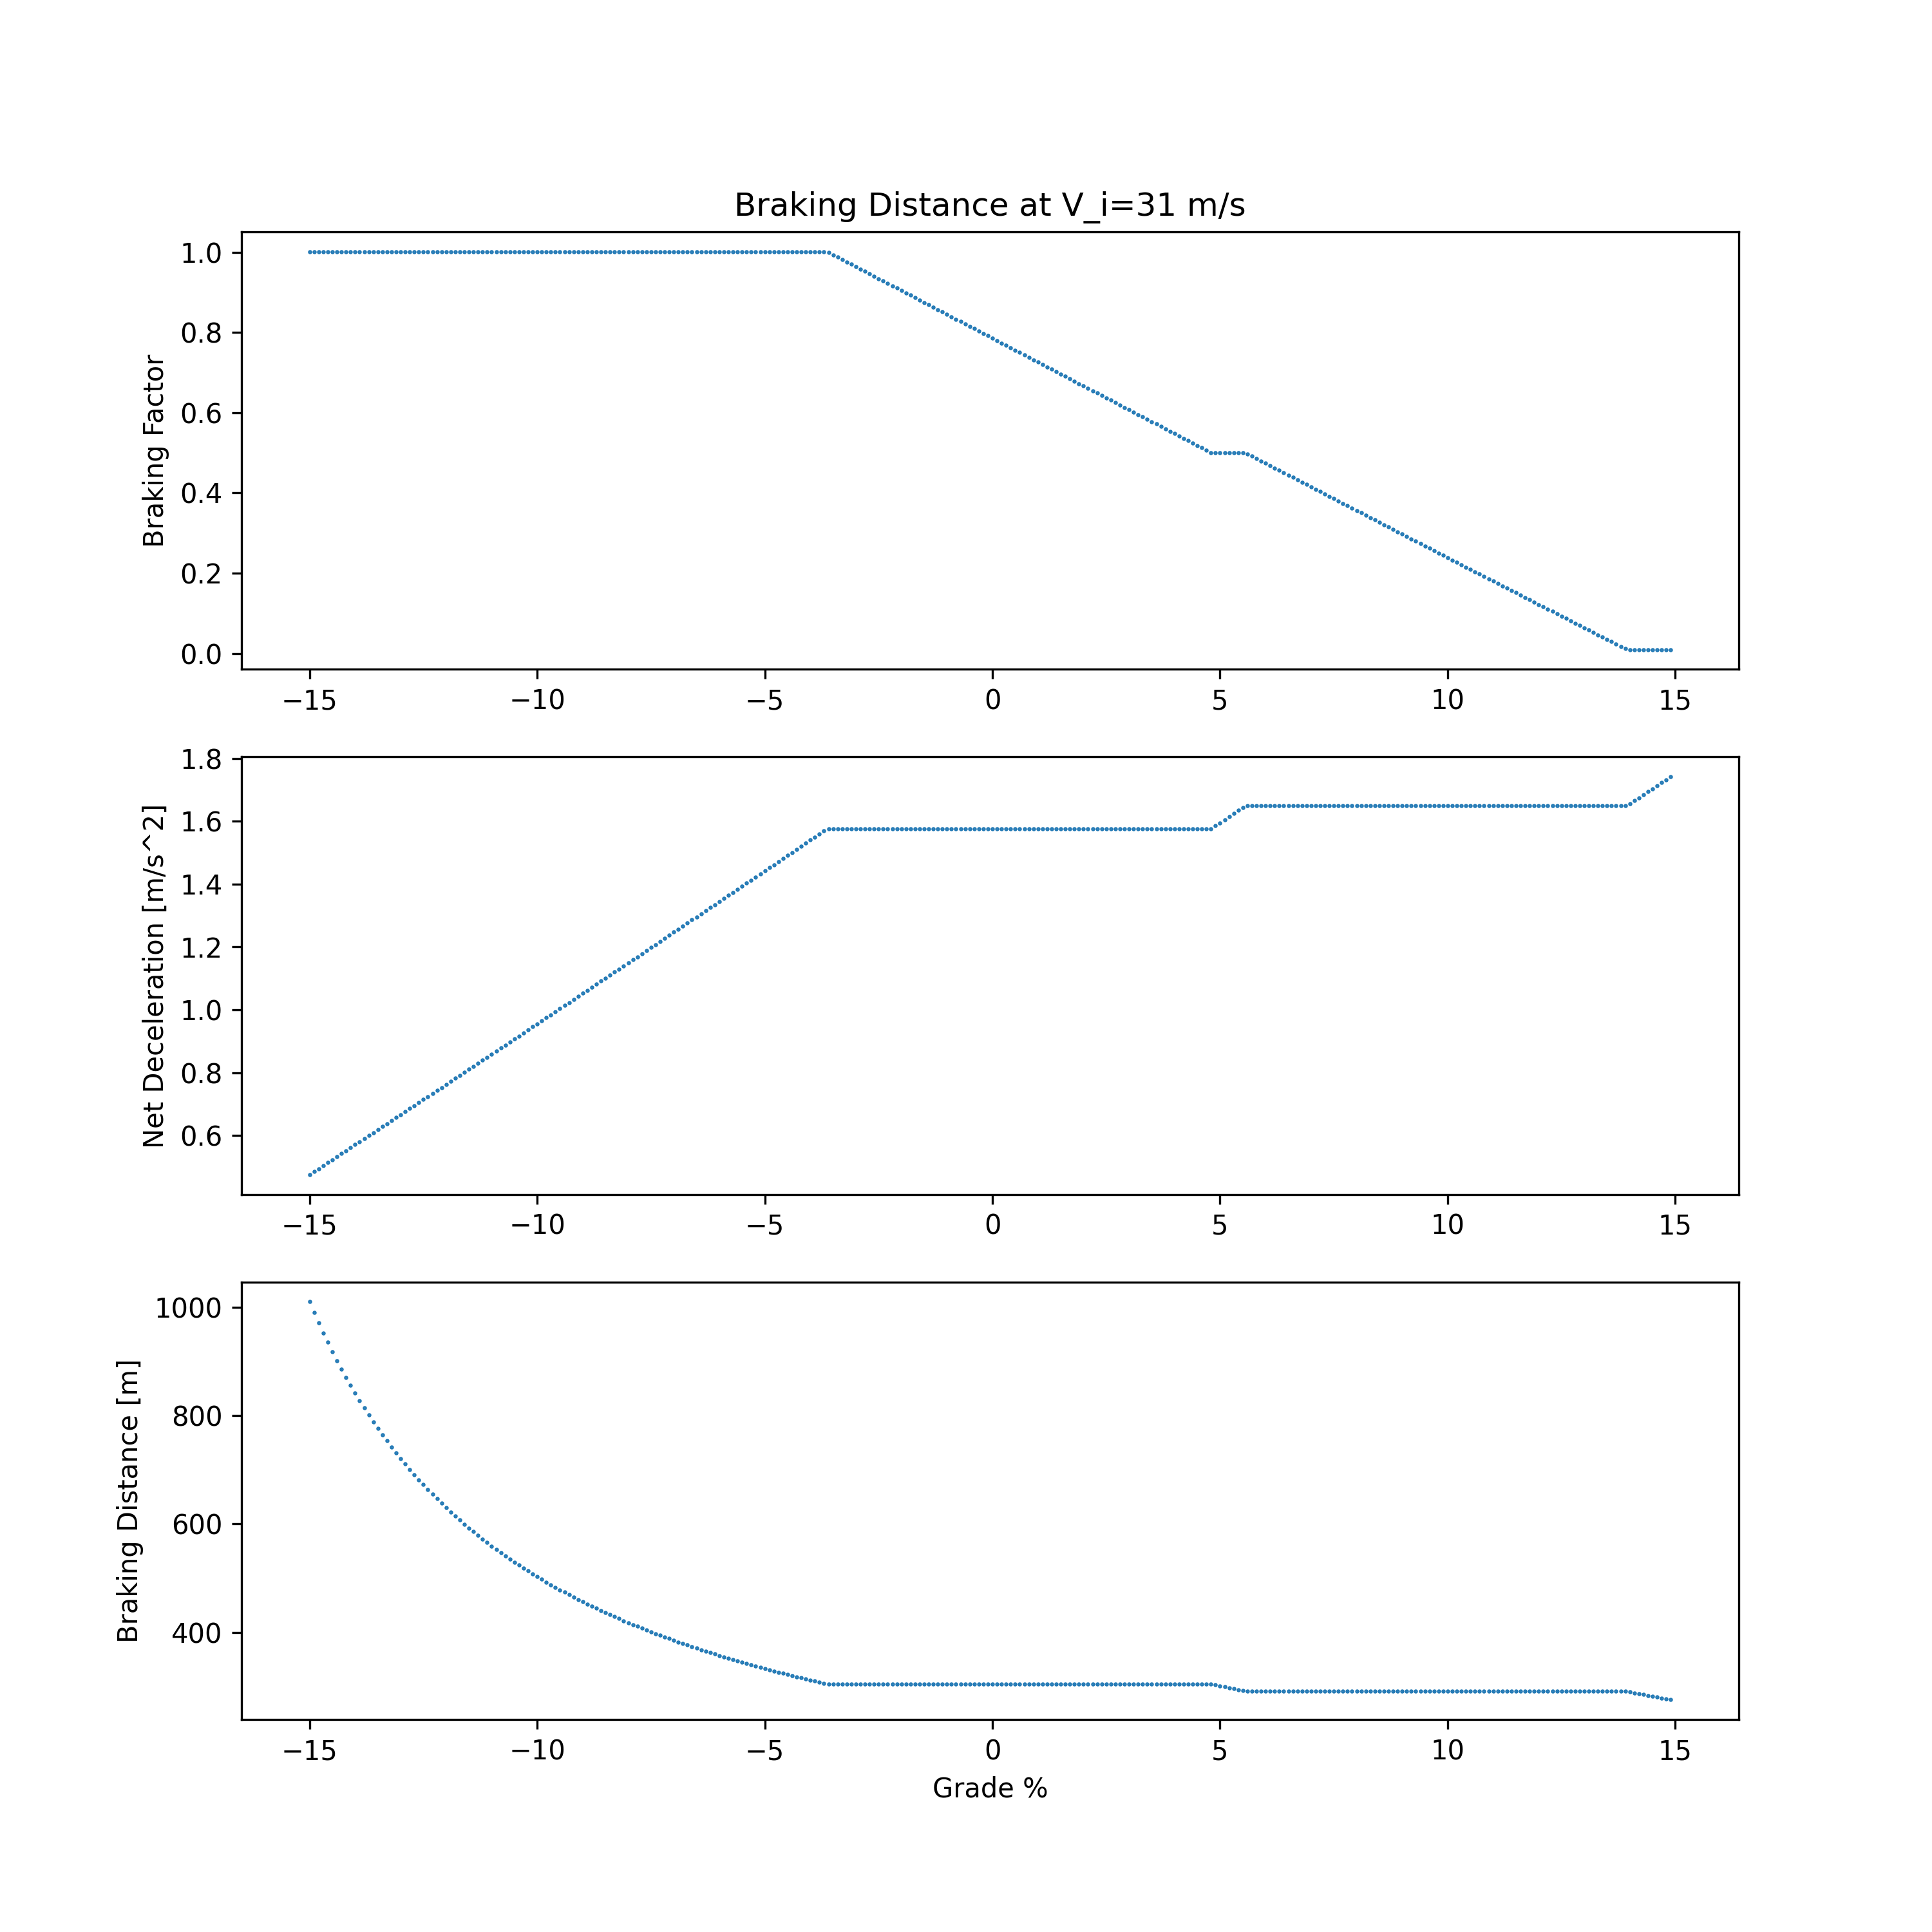 Braking Distance at V_i=31 m/s
1.0
0.8
0.6
0.4
0.2
0.0
Braking Factor
−15 −10 −5 0 5 10 15
1.8
1.6
1.4
1.2
1.0
0.8
0.6
Net Deceleration [m/s^2]
−15 −10 −5 0 5 10 15
1000
800
600
400
Braking Distance [m]
−15 −10 −5 0 5 10 15
Grade %